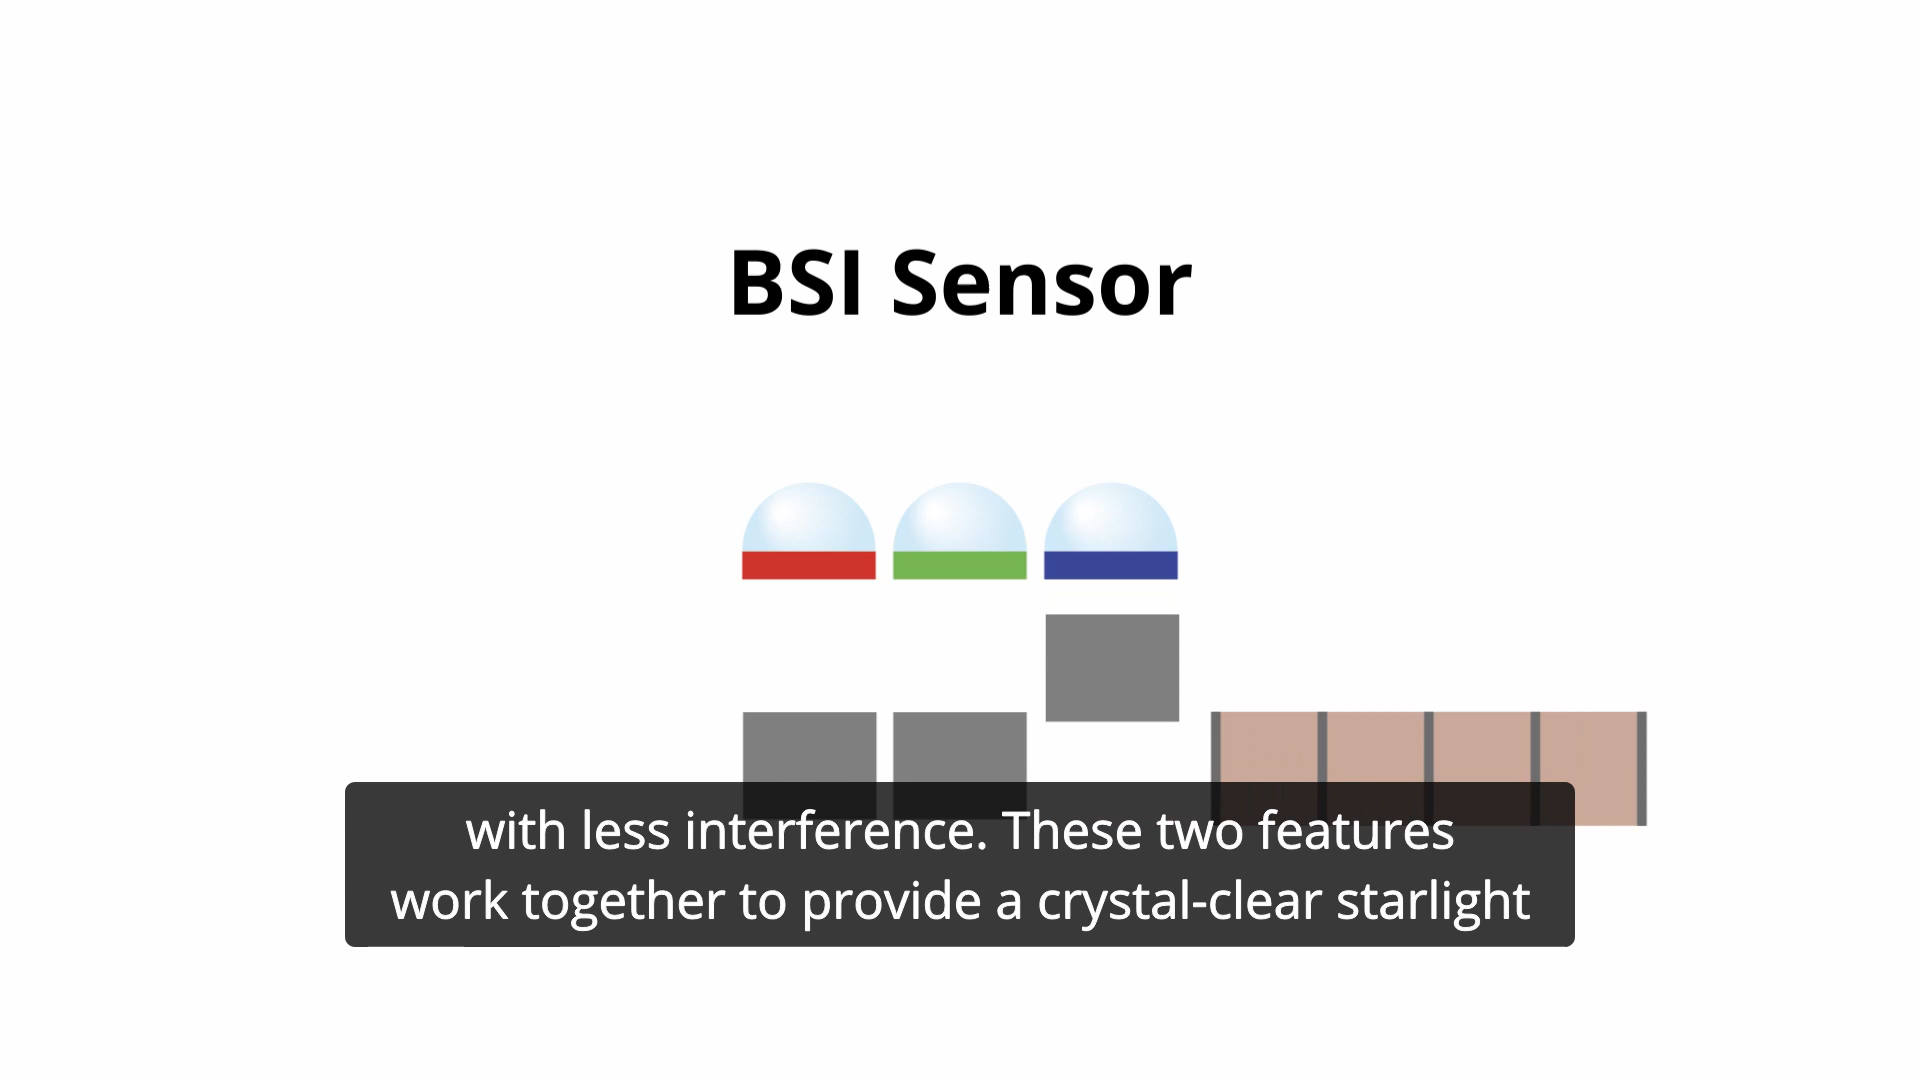 BSI Sensor
with less interference. These two features
work together to provide a crystal-clear starlight